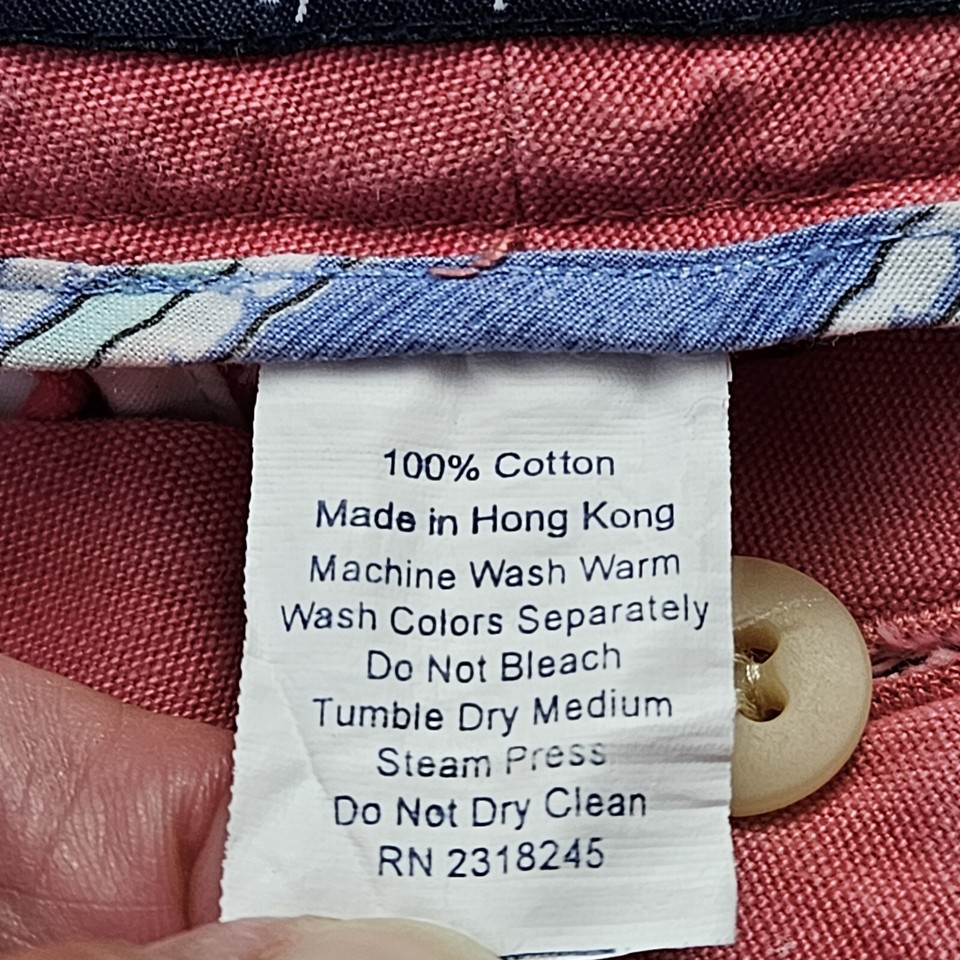 100% Cotton
Made in Hong Kong
Machine Wash Warm
Wash Colors Separately
Do Not Bleach
Tumble Dry Medium
Steam Press
Do Not Dry Clean
RN 2318245